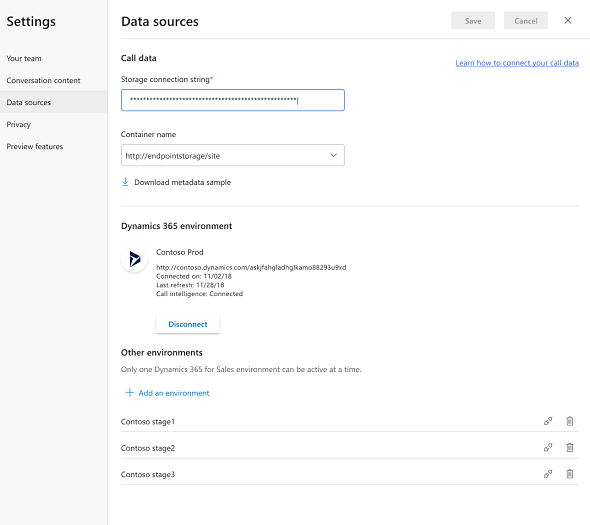 Settings
Your team
Conversation content
Data sources
Privacy
Preview features
Data sources
Save
Cancel
Call data
Learn how to connect your call data
Storage connection string*
Container name
http://endpointstorage/site
Download metadata sample
Dynamics 365 environment
Contoso Prod
http://contoso.dynamics.com/askjfahgladhglkamo88293u9xd
Connected on: 11/02/18
Last refresh: 11/28/18
Call intelligence: Connected
Disconnect
Other environments
Only one Dynamics 365 for Sales environment can be active at a time.
Add an environment
Contoso stage1
Contoso stage2
Contoso stage3